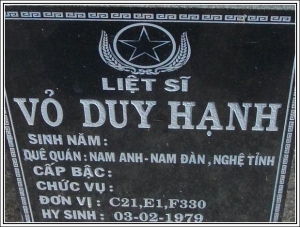 LIỆT SĨ
VỎ DUY HẠNH
SINH NĂM :
QUÊ QUÁN : NAM ANH - NAM ĐÀN , NGHỆ TĨNH
CẤP BẬC :
CHỨC VỤ :
ĐƠN VỊ : C21,E1,F330
HY SINH : 03-02-1979